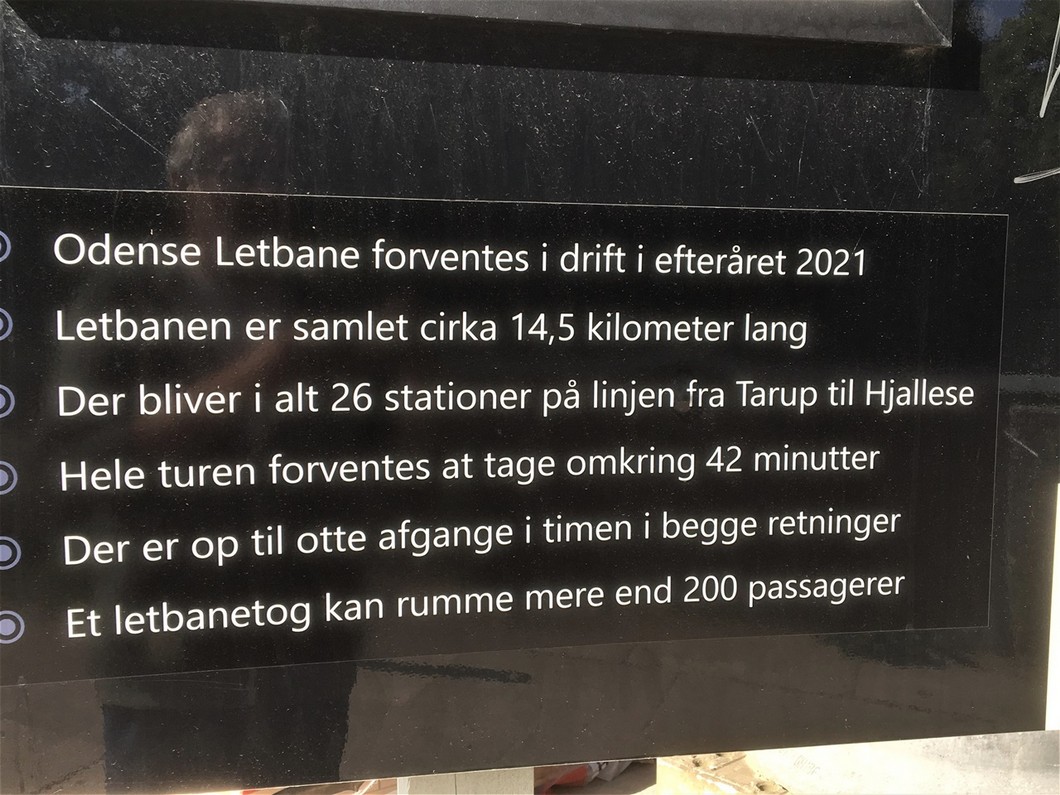 Odense Letbane forventes i drift i efteråret 2021
Letbanen er samlet cirka 14,5 kilometer lang
Der bliver i alt 26 stationer på linjen fra Tarup til Hjallese
Hele turen forventes at tage omkring 42 minutter
Der er op til otte afgange i timen i begge retninger
Et letbanetog kan rumme mere end 200 passagerer